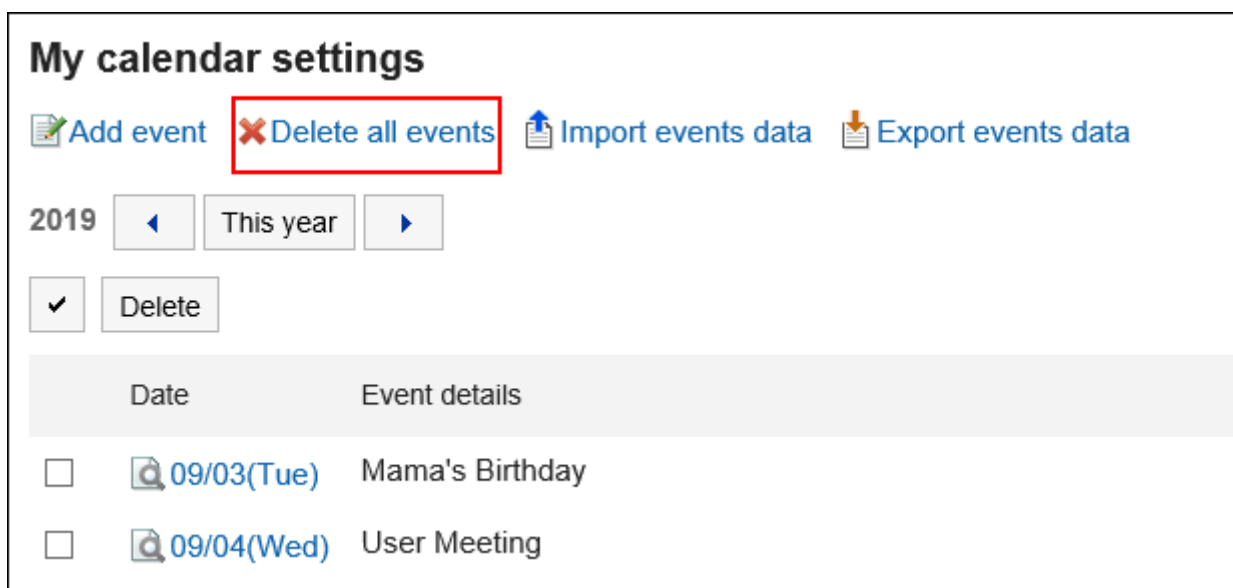 My calendar settings
Add event Delete all events Import events data Export events data
2019 This year
Delete
Date Event details
09/03(Tue) Mama's Birthday
09/04(Wed) User Meeting